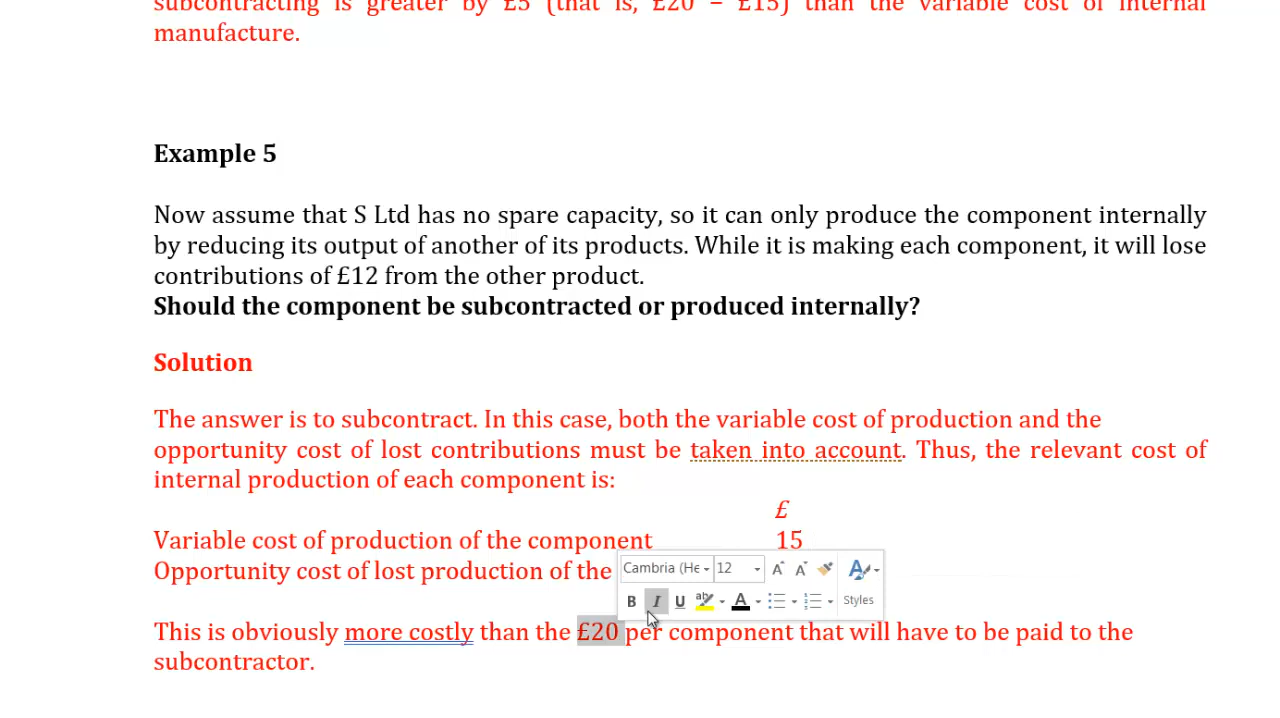 subcontracting is greater by £5 (that is, £20 – £15) than the variable cost of internal
manufacture.
Example 5
Now assume that S Ltd has no spare capacity, so it can only produce the component internally
by reducing its output of another of its products. While it is making each component, it will lose
contributions of £12 from the other product.
Should the component be subcontracted or produced internally?
Solution
The answer is to subcontract. In this case, both the variable cost of production and the
opportunity cost of lost contributions must be taken into account. Thus, the relevant cost of
internal production of each component is:
£
Variable cost of production of the component 15
Opportunity cost of lost production of the
Cambria (He 12 A A A
B I U ab A Styles
This is obviously more costly than the £20 per component that will have to be paid to the
subcontractor.